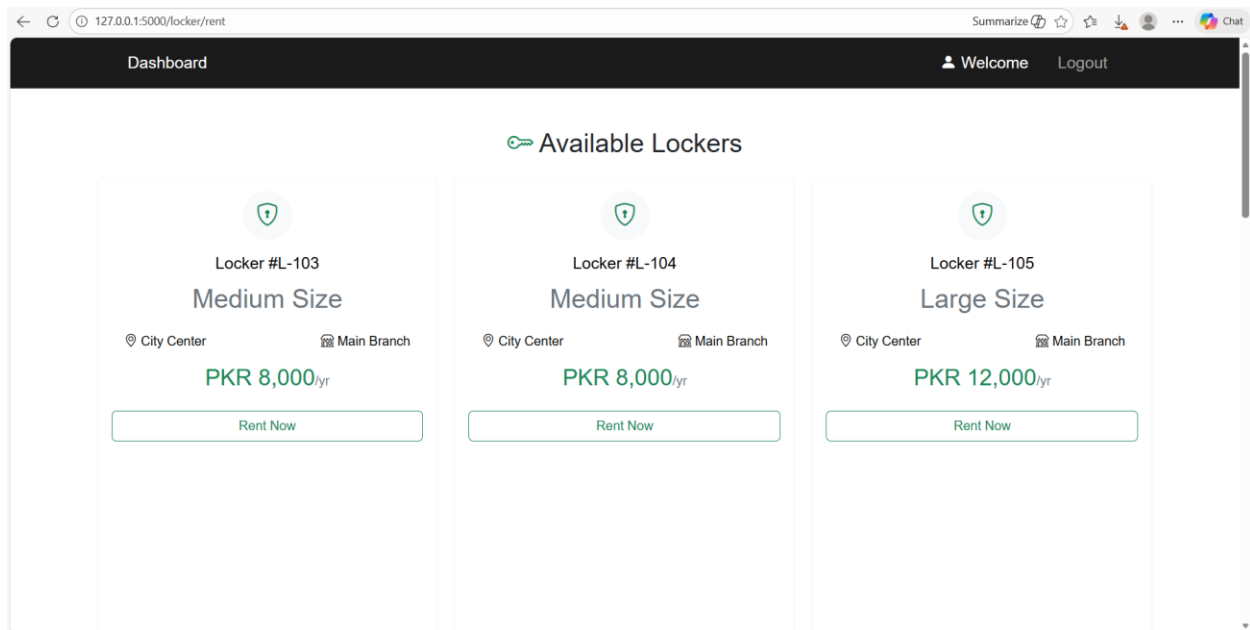 127.0.0.1:5000/locker/rent Summarize Chat
Dashboard Welcome Logout
Available Lockers
Locker #L-103
Medium Size
City Center Main Branch
PKR 8,000/yr
Rent Now
Locker #L-104
Medium Size
City Center Main Branch
PKR 8,000/yr
Rent Now
Locker #L-105
Large Size
City Center Main Branch
PKR 12,000/yr
Rent Now